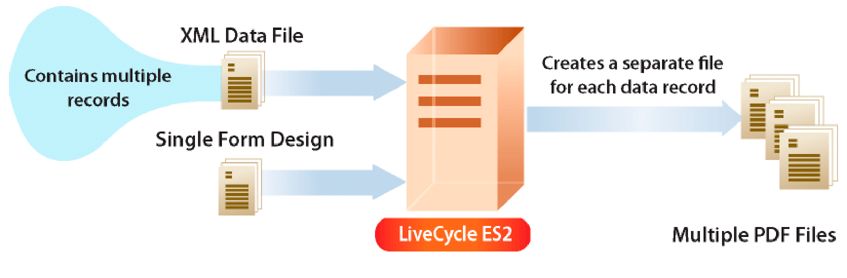 XML Data File
Contains multiple
records
Single Form Design
LiveCycle ES2
Creates a separate file
for each data record
Multiple PDF Files